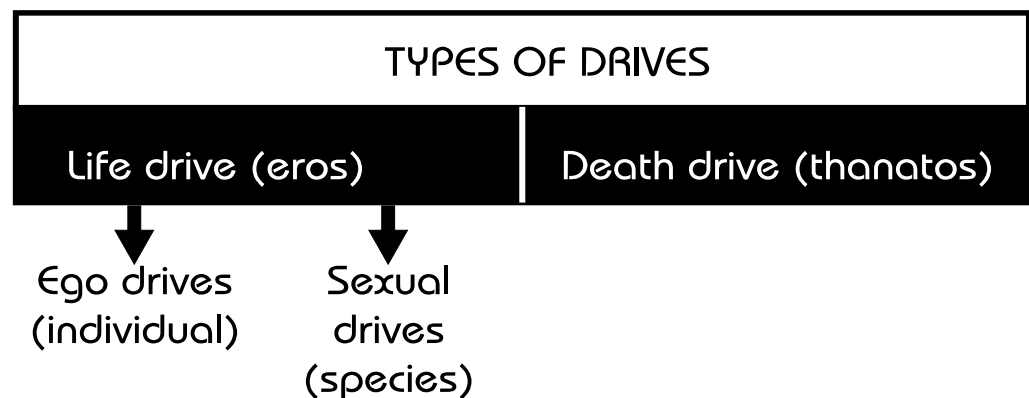 TYPES OF DRIVES
Life drive (eros)
Death drive (thanatos)
Ego drives
(individual)
Sexual
drives
(species)